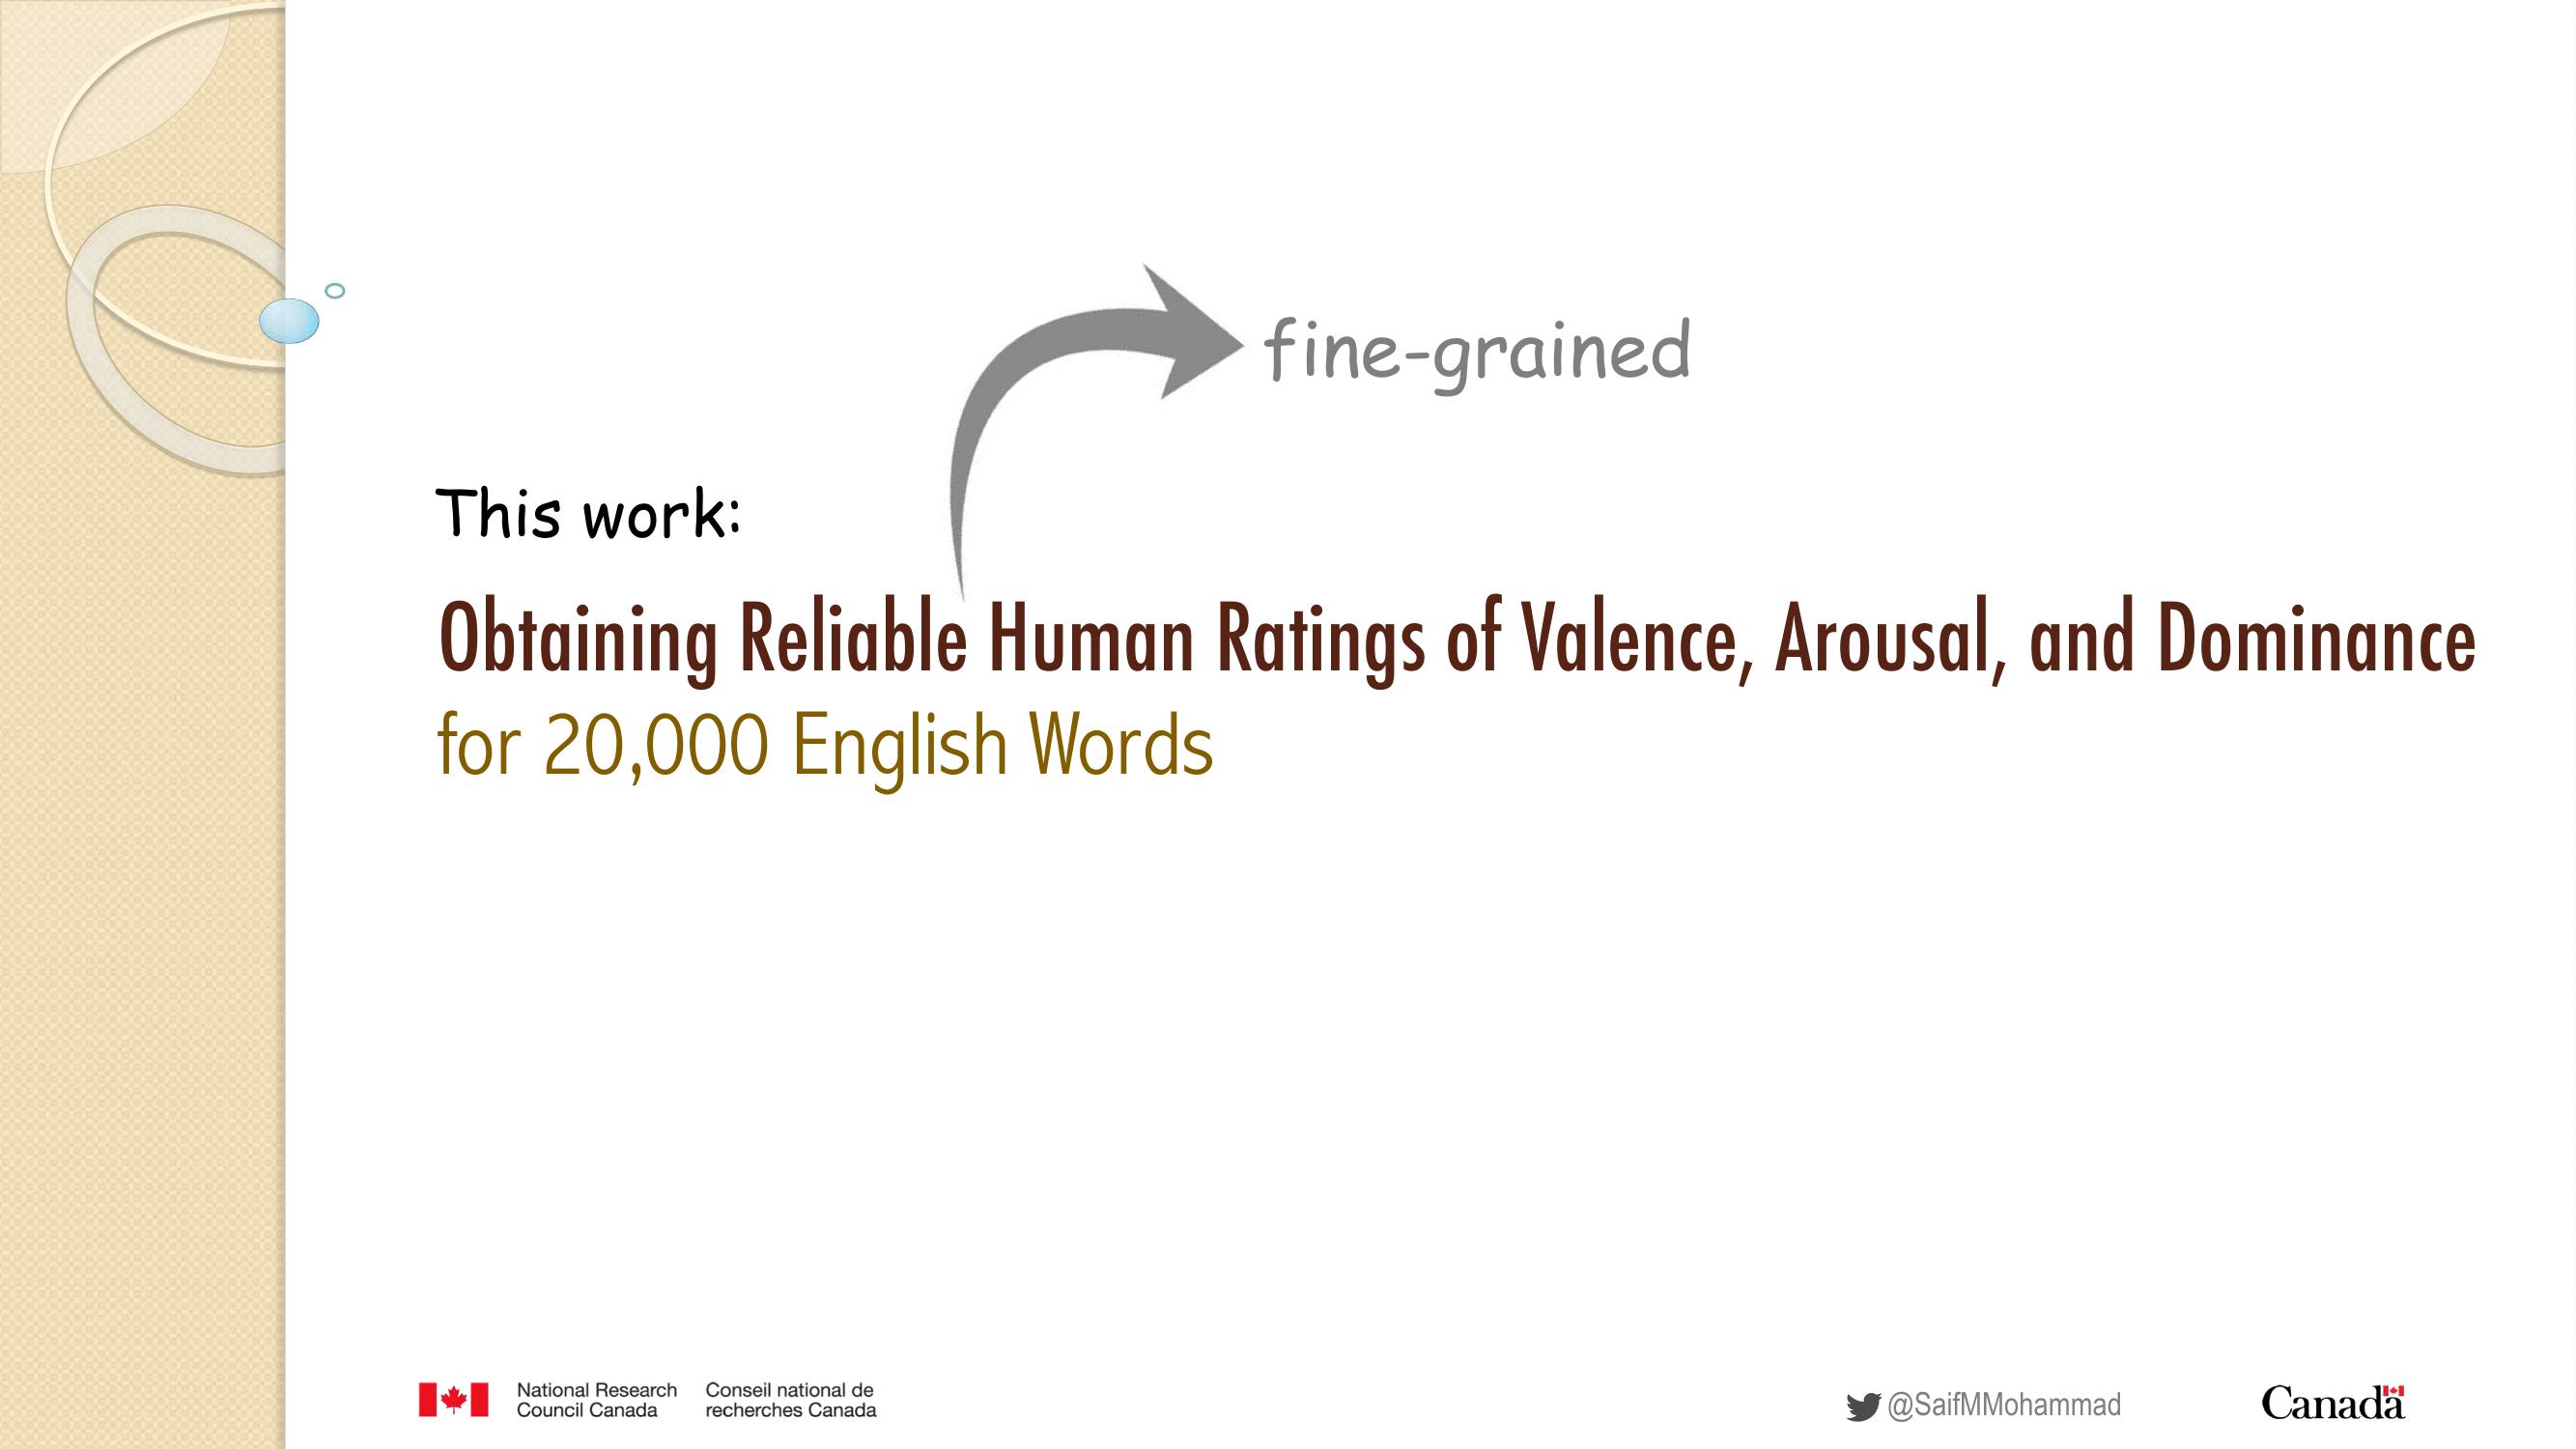 fine-grained
This work:
Obtaining Reliable Human Ratings of Valence, Arousal, and Dominance
for 20,000 English Words
National Research
Council Canada
Conseil national de
recherches Canada
@SaifMMohammad
Canada